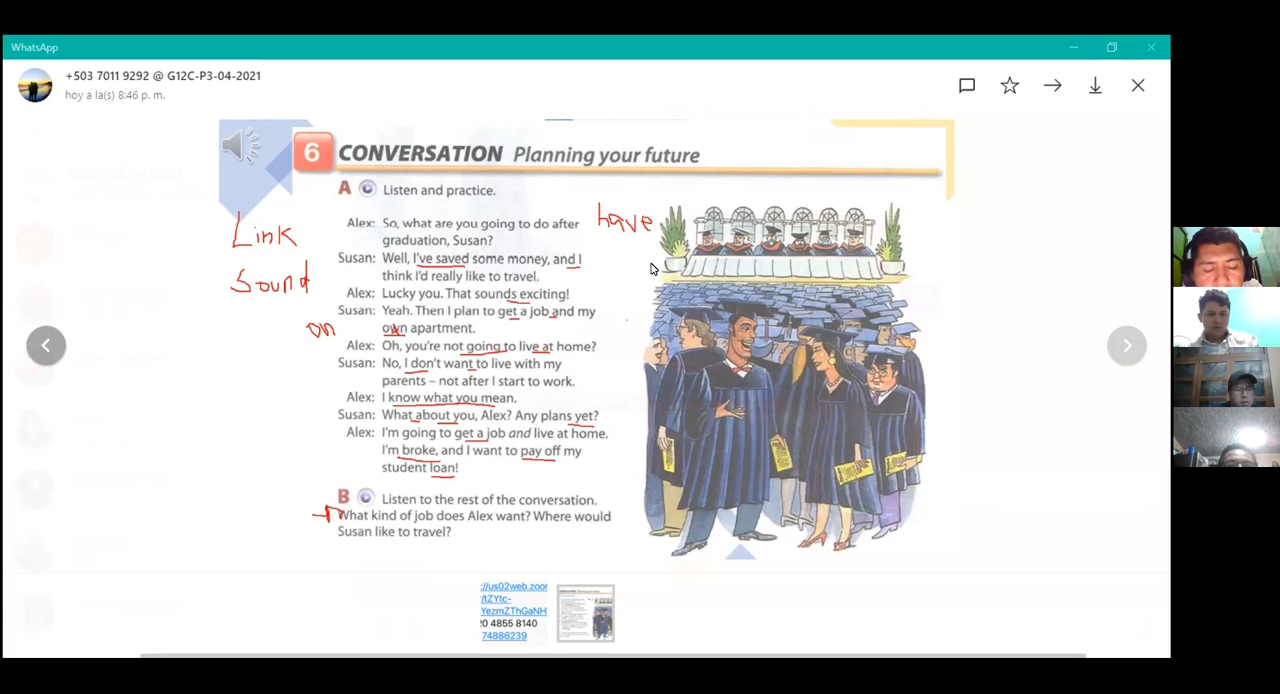 WhatsApp
+503 7011 9292 @ G12C-P3-04-2021
hoy a la(s) 8:46 p. m.
6 CONVERSATION Planning your future
A Listen and practice.
Alex: So, what are you going to do after
graduation, Susan?
Susan: Well, I've saved some money, and I
think I'd really like to travel.
Alex: Lucky you. That sounds exciting!
Susan: Yeah. Then I plan to get a job and my
own apartment.
Alex: Oh, you're not going to live at home?
Susan: No, I don't want to live with my
parents – not after I start to work.
Alex: I know what you mean.
Susan: What about you, Alex? Any plans yet?
Alex: I'm going to get a job and live at home.
I'm broke, and I want to pay off my
student loan!
B Listen to the rest of the conversation.
What kind of job does Alex want? Where would
Susan like to travel?
Link
Sound
on
have
://us02web.zoor
/tZYtc-
YezmZThGaNH
20 4855 8140
74886239